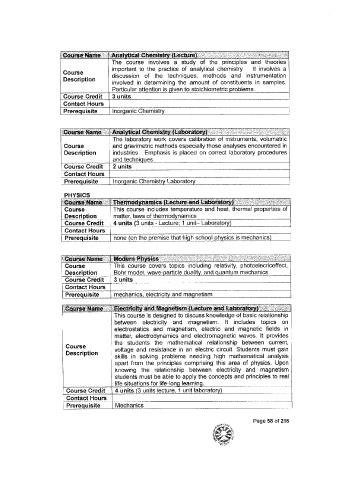 Course Name Analytical Chemistry (Lecture)
Course Description The course involves a study of the principles and theories
important to the practice of analytical chemistry. It involves a
discussion of the techniques, methods and instrumentation
involved in determining the amount of constituents in samples.
Particular attention is given to stoichiometric problems.
Course Credit 3 units
Contact Hours
Prerequisite Inorganic Chemistry
Course Name Analytical Chemistry (Laboratory)
Course Description The laboratory work covers calibration of instruments, volumetric
and gravimetric methods especially those analyses encountered in
industries. Emphasis is placed on correct laboratory procedures
and techniques
Course Credit 2 units
Contact Hours
Prerequisite Inorganic Chemistry Laboratory
PHYSICS
Course Name Thermodynamics (Lecture and Laboratory)
Course Description This course includes temperature and heat, thermal properties of
matter, laws of thermodynamics
Course Credit 4 units (3 units - Lecture; 1 unit– Laboratory)
Contact Hours
Prerequisite none (on the premise that high school physics is mechanics)
Course Name Modern Physics
Course Description This course covers topics including relativity, photoelectriceffect,
Bohr model, wave-particle duality, and quantum mechanics
Course Credit 3 units
Contact Hours
Prerequisite mechanics, electricity and magnetism
Course Name Electricity and Magnetism (Lecture and Laboratory)
Course Description This course is designed to discuss knowledge of basic relationship
between electricity and magnetism. It includes topics on
electrostatics and magnetism, electric and magnetic fields in
matter, electrodynamics and electromagnetic waves. It provides
the students the mathematical relationship between current,
voltage and resistance in an electric circuit. Students must gain
skills in solving problems needing high mathematical analysis
apart from the principles comprising this area of physics. Upon
knowing the relationship between electricity and magnetism
students must be able to apply the concepts and principles to real
life situations for life long learning.
Course Credit 4 units (3 units lecture, 1 unit laboratory)
Contact Hours
Prerequisite Mechanics
Page 58 of 216